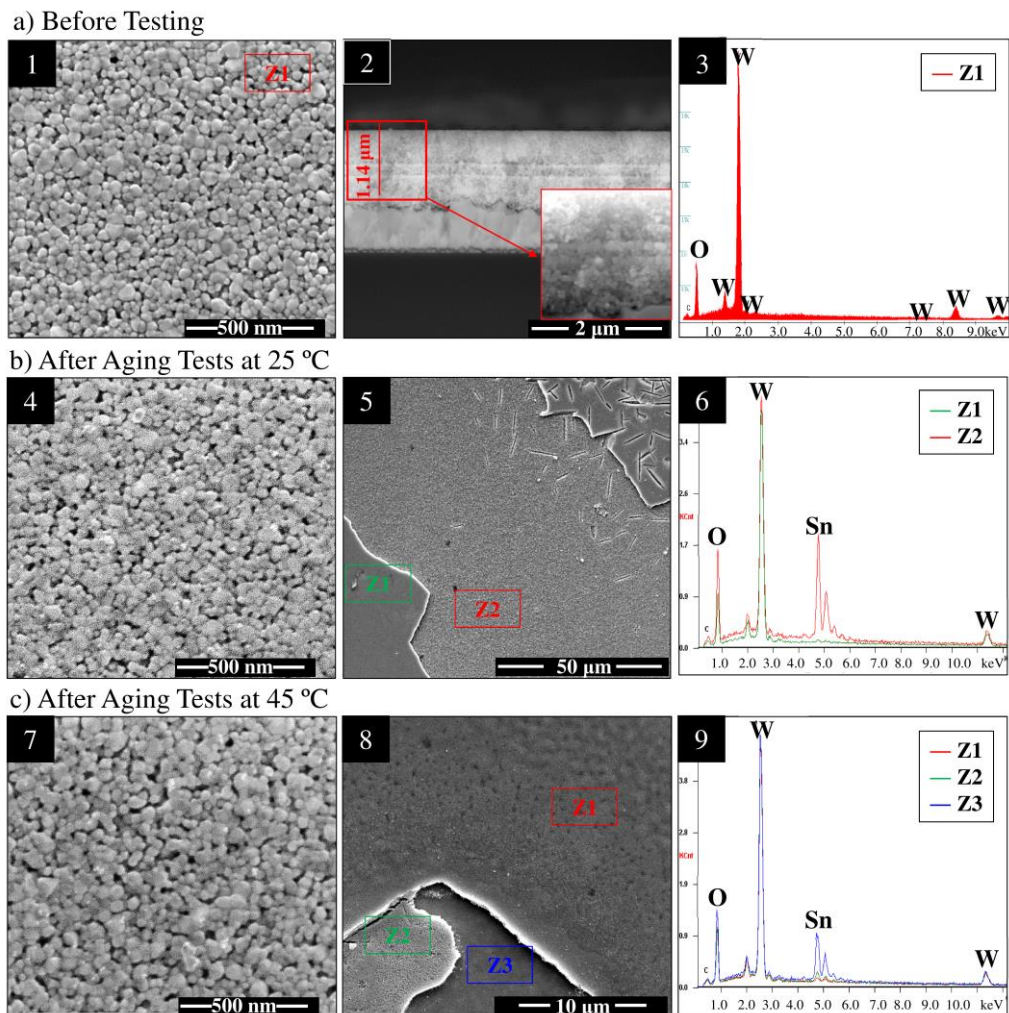 a) Before Testing
1
Z1
500 nm
2
1.14 µm
2 µm
3
Z1
W
O
W
W
W
W
W
C
1.0 2.0 3.0 4.0 5.0 6.0 7.0 8.0 9.0 keV
b) After Aging Tests at 25 ºC
4
500 nm
5
Z1
Z2
50 µm
6
Z1
Z2
W
O
Sn
W
C
3.4
2.6
KCnt
1.7
0.9
0.0
1.0 2.0 3.0 4.0 5.0 6.0 7.0 8.0 9.0 10.0 keV
c) After Aging Tests at 45 ºC
7
500 nm
8
Z1
Z2
Z3
10 µm
9
Z1
Z2
Z3
W
O
Sn
W
C
3.8
2.8
KCnt
1.9
0.9
0.0
1.0 2.0 3.0 4.0 5.0 6.0 7.0 8.0 9.0 10.0 keV